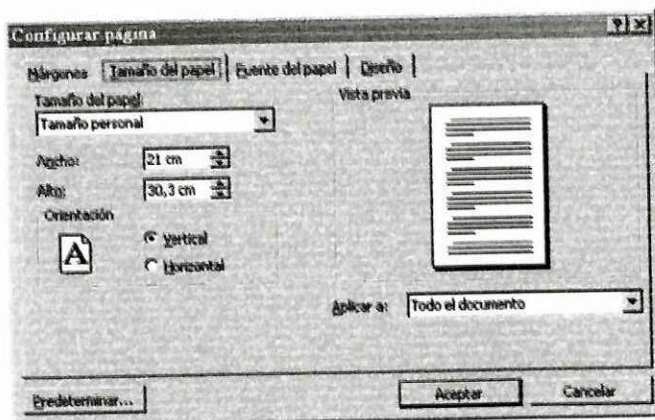 Configurar página
Márgenes Tamaño del papel Fuente del papel Diseño
Tamaño del papel:
Tamaño personal
Ancho: 21 cm
Alto: 30,3 cm
Orientación
A
Vertical
Horizontal
Vista previa
Aplicar a: Todo el documento
Predeterminar... Aceptar Cancelar